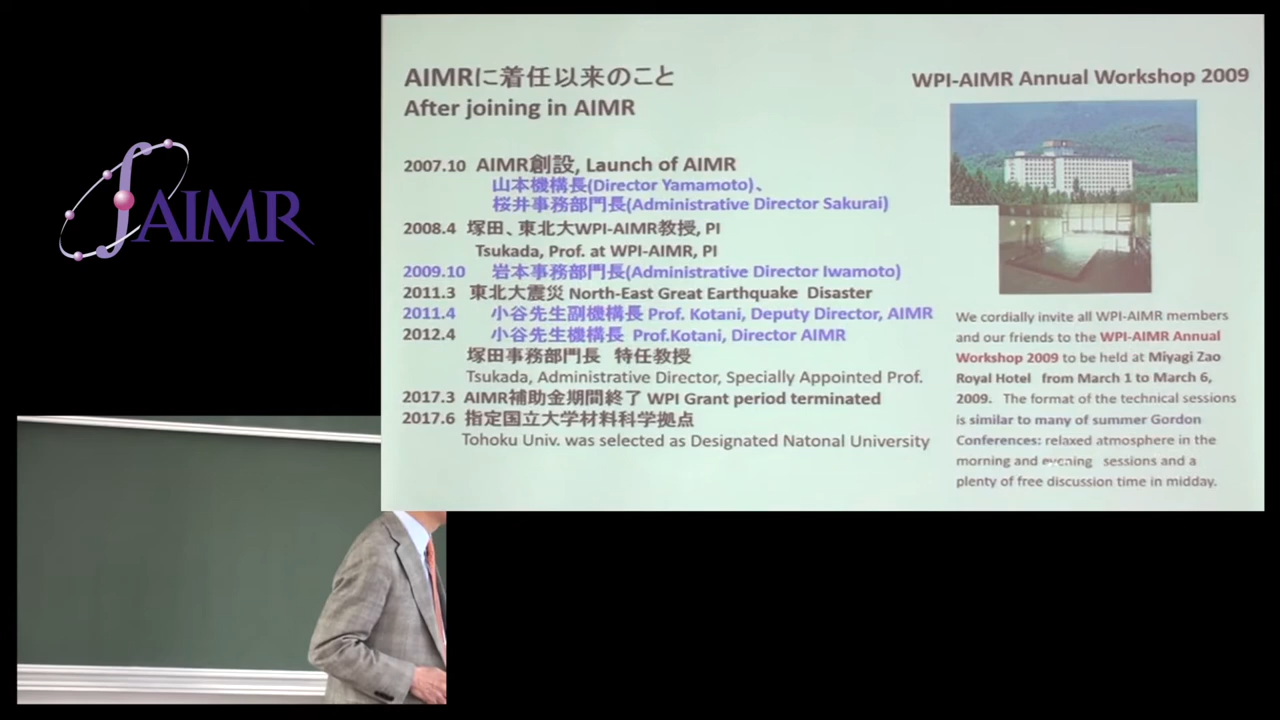 AIMR
AIMRに着任以来のこと
After joining in AIMR
2007.10 AIMR創設, Launch of AIMR
山本機構長(Director Yamamoto)、
桜井事務部門長(Administrative Director Sakurai)
2008.4 塚田、東北大WPI-AIMR教授, PI
Tsukada, Prof. at WPI-AIMR, PI
2009.10 岩本事務部門長(Administrative Director Iwamoto)
2011.3 東北大震災 North-East Great Earthquake Disaster
2011.4 小谷先生副機構長 Prof. Kotani, Deputy Director, AIMR
2012.4 小谷先生機構長 Prof.Kotani, Director AIMR
塚田事務部門長 特任教授
Tsukada, Administrative Director, Specially Appointed Prof.
2017.3 AIMR補助金期間終了 WPI Grant period terminated
2017.6 指定国立大学材料科学拠点
Tohoku Univ. was selected as Designated Natonal University
WPI-AIMR Annual Workshop 2009
We cordially invite all WPI-AIMR members
and our friends to the WPI-AIMR Annual
Workshop 2009 to be held at Miyagi Zao
Royal Hotel from March 1 to March 6,
2009. The format of the technical sessions
is similar to many of summer Gordon
Conferences: relaxed atmosphere in the
morning and evening sessions and a
plenty of free discussion time in midday.